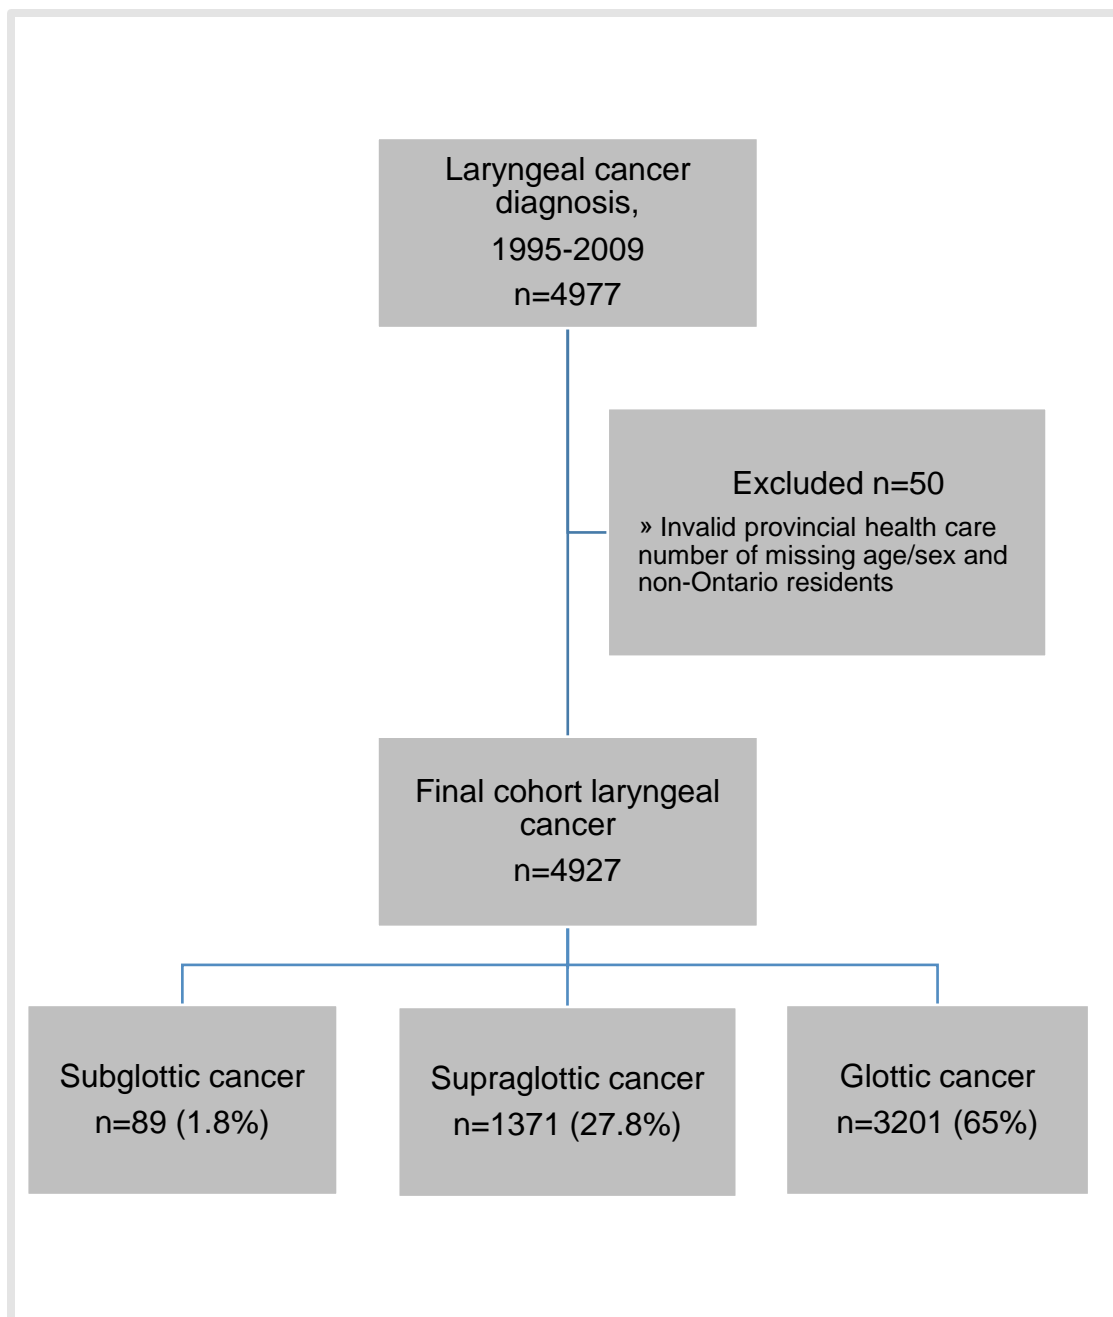 Laryngeal cancer
diagnosis,
1995-2009
n=4977
Excluded n=50
» Invalid provincial health care
number of missing age/sex and
non-Ontario residents
Final cohort laryngeal
cancer
n=4927
Subglottic cancer
n=89 (1.8%)
Supraglottic cancer
n=1371 (27.8%)
Glottic cancer
n=3201 (65%)